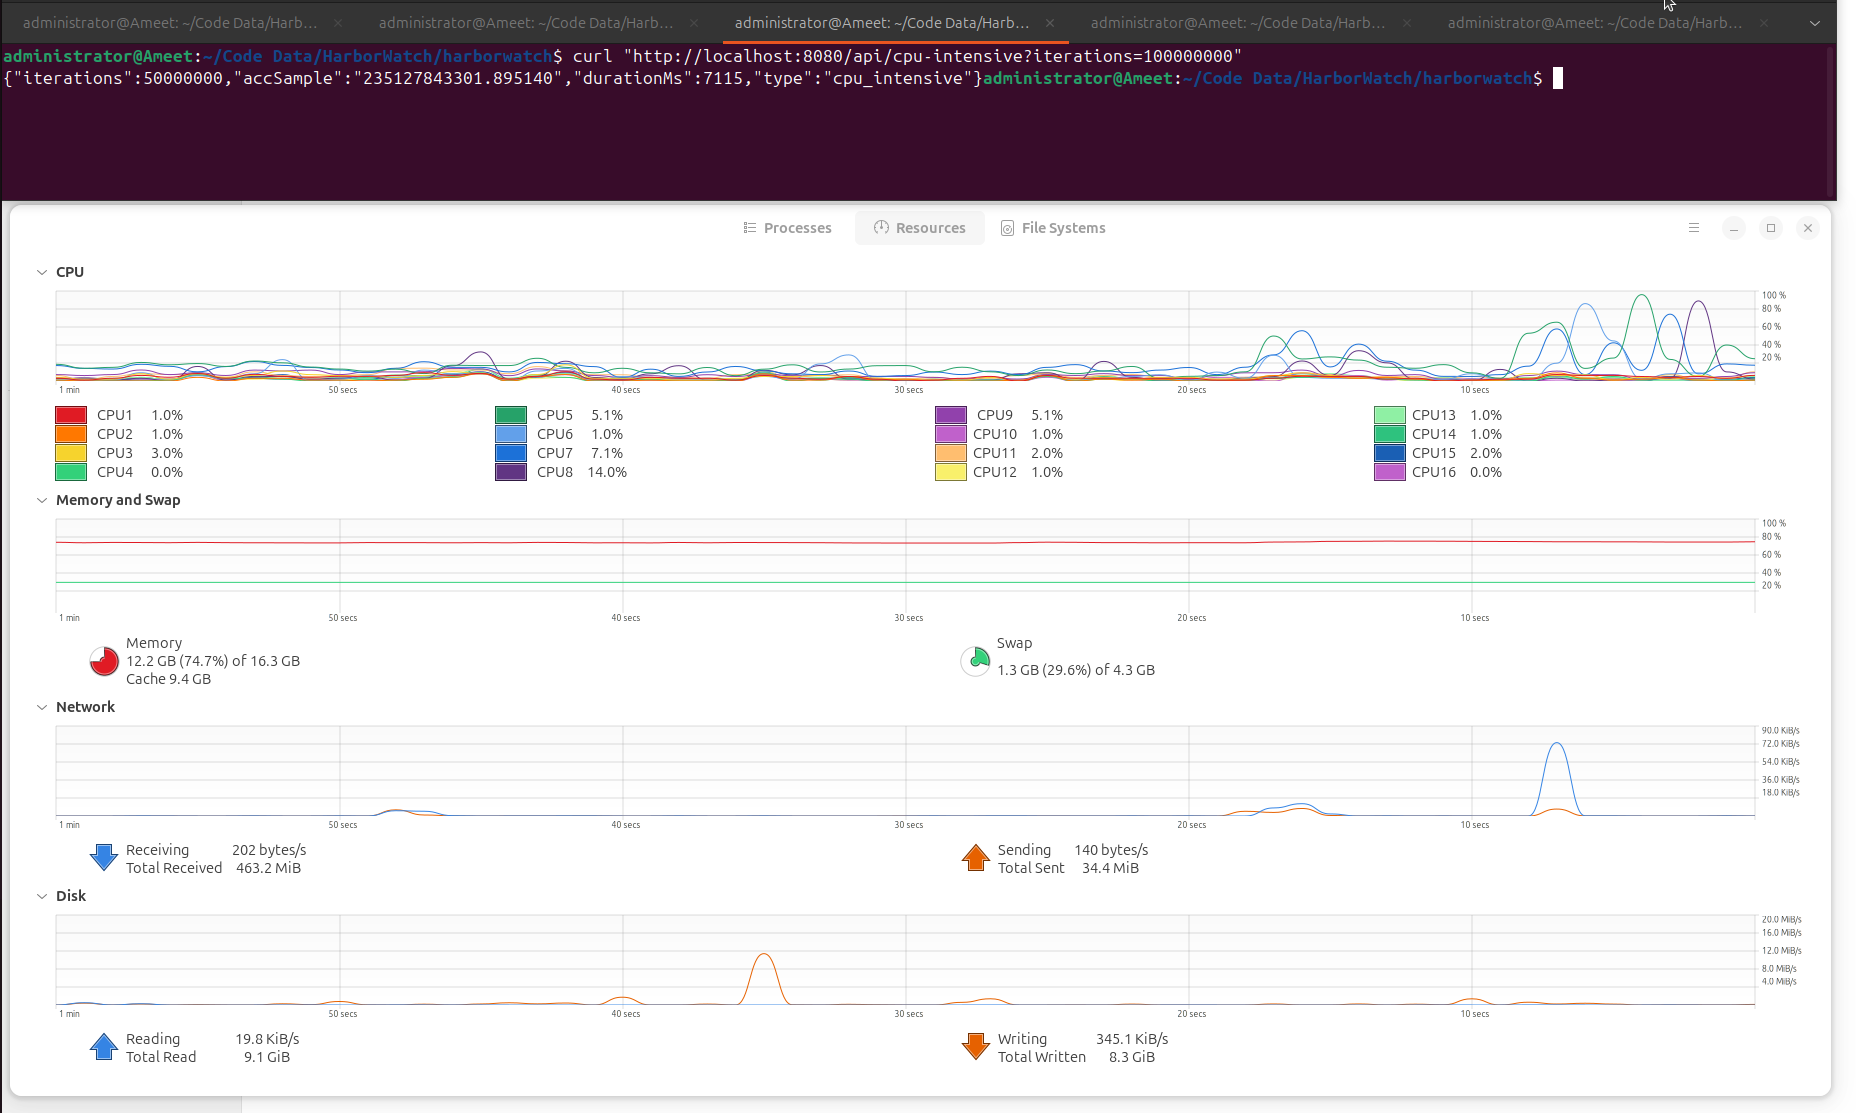 administrator@Ameet: ~/Code Data/Harb... × administrator@Ameet: ~/Code Data/Harb... × administrator@Ameet: ~/Code Data/Harb... × administrator@Ameet: ~/Code Data/Harb... × administrator@Ameet: ~/Code Data/Harb... ×
administrator@Ameet:~/Code Data/HarborWatch/harborwatch$ curl "http://localhost:8080/api/cpu-intensive?iterations=100000000"
{"iterations":50000000,"accSample":"235127843301.895140","durationMs":7115,"type":"cpu_intensive"}administrator@Ameet:~/Code Data/HarborWatch/harborwatch$
Processes Resources File Systems
CPU
100 %
80 %
60 %
40 %
20 %
1 min 50 secs 40 secs 30 secs 20 secs 10 secs
CPU1 1.0% CPU5 5.1% CPU9 5.1% CPU13 1.0%
CPU2 1.0% CPU6 1.0% CPU10 1.0% CPU14 1.0%
CPU3 3.0% CPU7 7.1% CPU11 2.0% CPU15 2.0%
CPU4 0.0% CPU8 14.0% CPU12 1.0% CPU16 0.0%
Memory and Swap
100 %
80 %
60 %
40 %
20 %
1 min 50 secs 40 secs 30 secs 20 secs 10 secs
Memory Swap
12.2 GB (74.7%) of 16.3 GB 1.3 GB (29.6%) of 4.3 GB
Cache 9.4 GB
Network
90.0 KiB/s
72.0 KiB/s
54.0 KiB/s
36.0 KiB/s
18.0 KiB/s
1 min 50 secs 40 secs 30 secs 20 secs 10 secs
Receiving 202 bytes/s Sending 140 bytes/s
Total Received 463.2 MiB Total Sent 34.4 MiB
Disk
20.0 MiB/s
16.0 MiB/s
12.0 MiB/s
8.0 MiB/s
4.0 MiB/s
1 min 50 secs 40 secs 30 secs 20 secs 10 secs
Reading 19.8 KiB/s Writing 345.1 KiB/s
Total Read 9.1 GiB Total Written 8.3 GiB